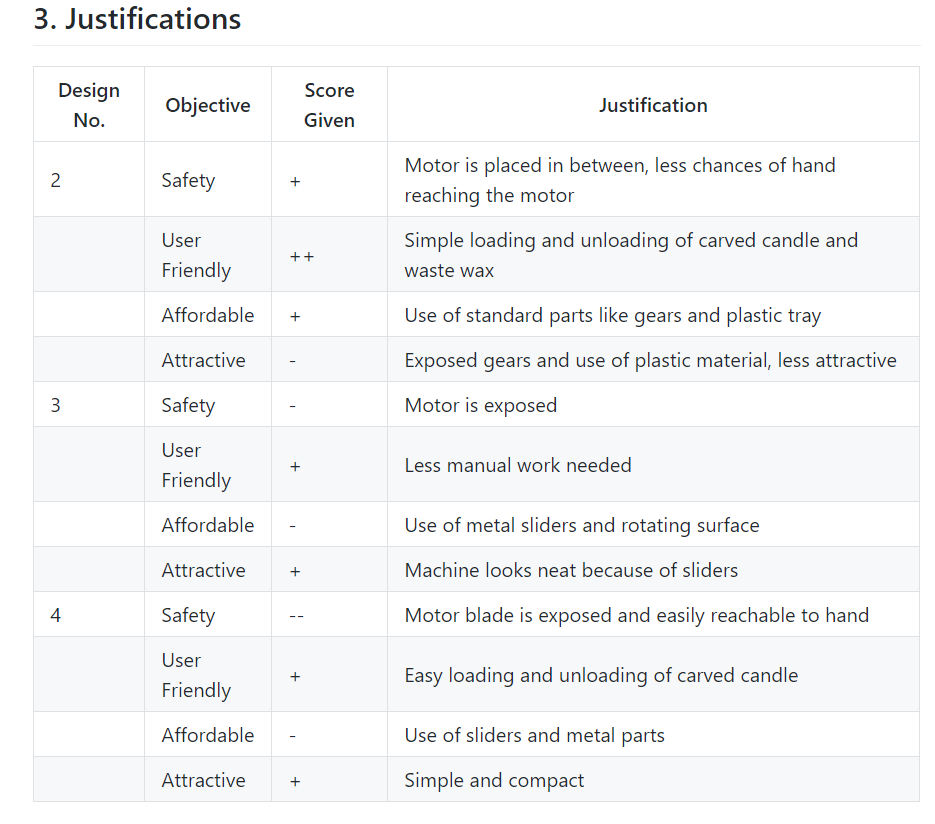 3. Justifications
Design No. Objective Score Given Justification
2 Safety + Motor is placed in between, less chances of hand
reaching the motor
User Friendly ++ Simple loading and unloading of carved candle and
waste wax
Affordable + Use of standard parts like gears and plastic tray
Attractive - Exposed gears and use of plastic material, less attractive
3 Safety - Motor is exposed
User Friendly + Less manual work needed
Affordable - Use of metal sliders and rotating surface
Attractive + Machine looks neat because of sliders
4 Safety -- Motor blade is exposed and easily reachable to hand
User Friendly + Easy loading and unloading of carved candle
Affordable - Use of sliders and metal parts
Attractive + Simple and compact